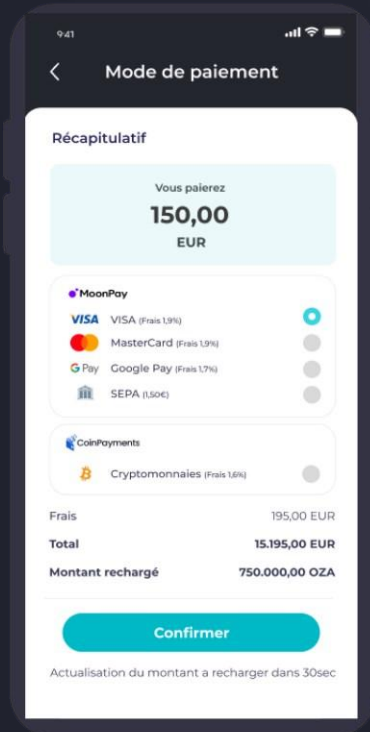 941
Mode de paiement
Récapitulatif
Vous paierez
150,00
EUR
MoonPay
VISA VISA (Frais 1,9%)
MasterCard (Frais 1,9%)
G Pay Google Pay (Frais 1,7%)
SEPA (1,50€)
CoinPayments
Cryptomonnaies (Frais 1,6%)
Frais 195,00 EUR
Total 15.195,00 EUR
Montant rechargé 750.000,00 OZA
Confirmer
Actualisation du montant a recharger dans 30sec